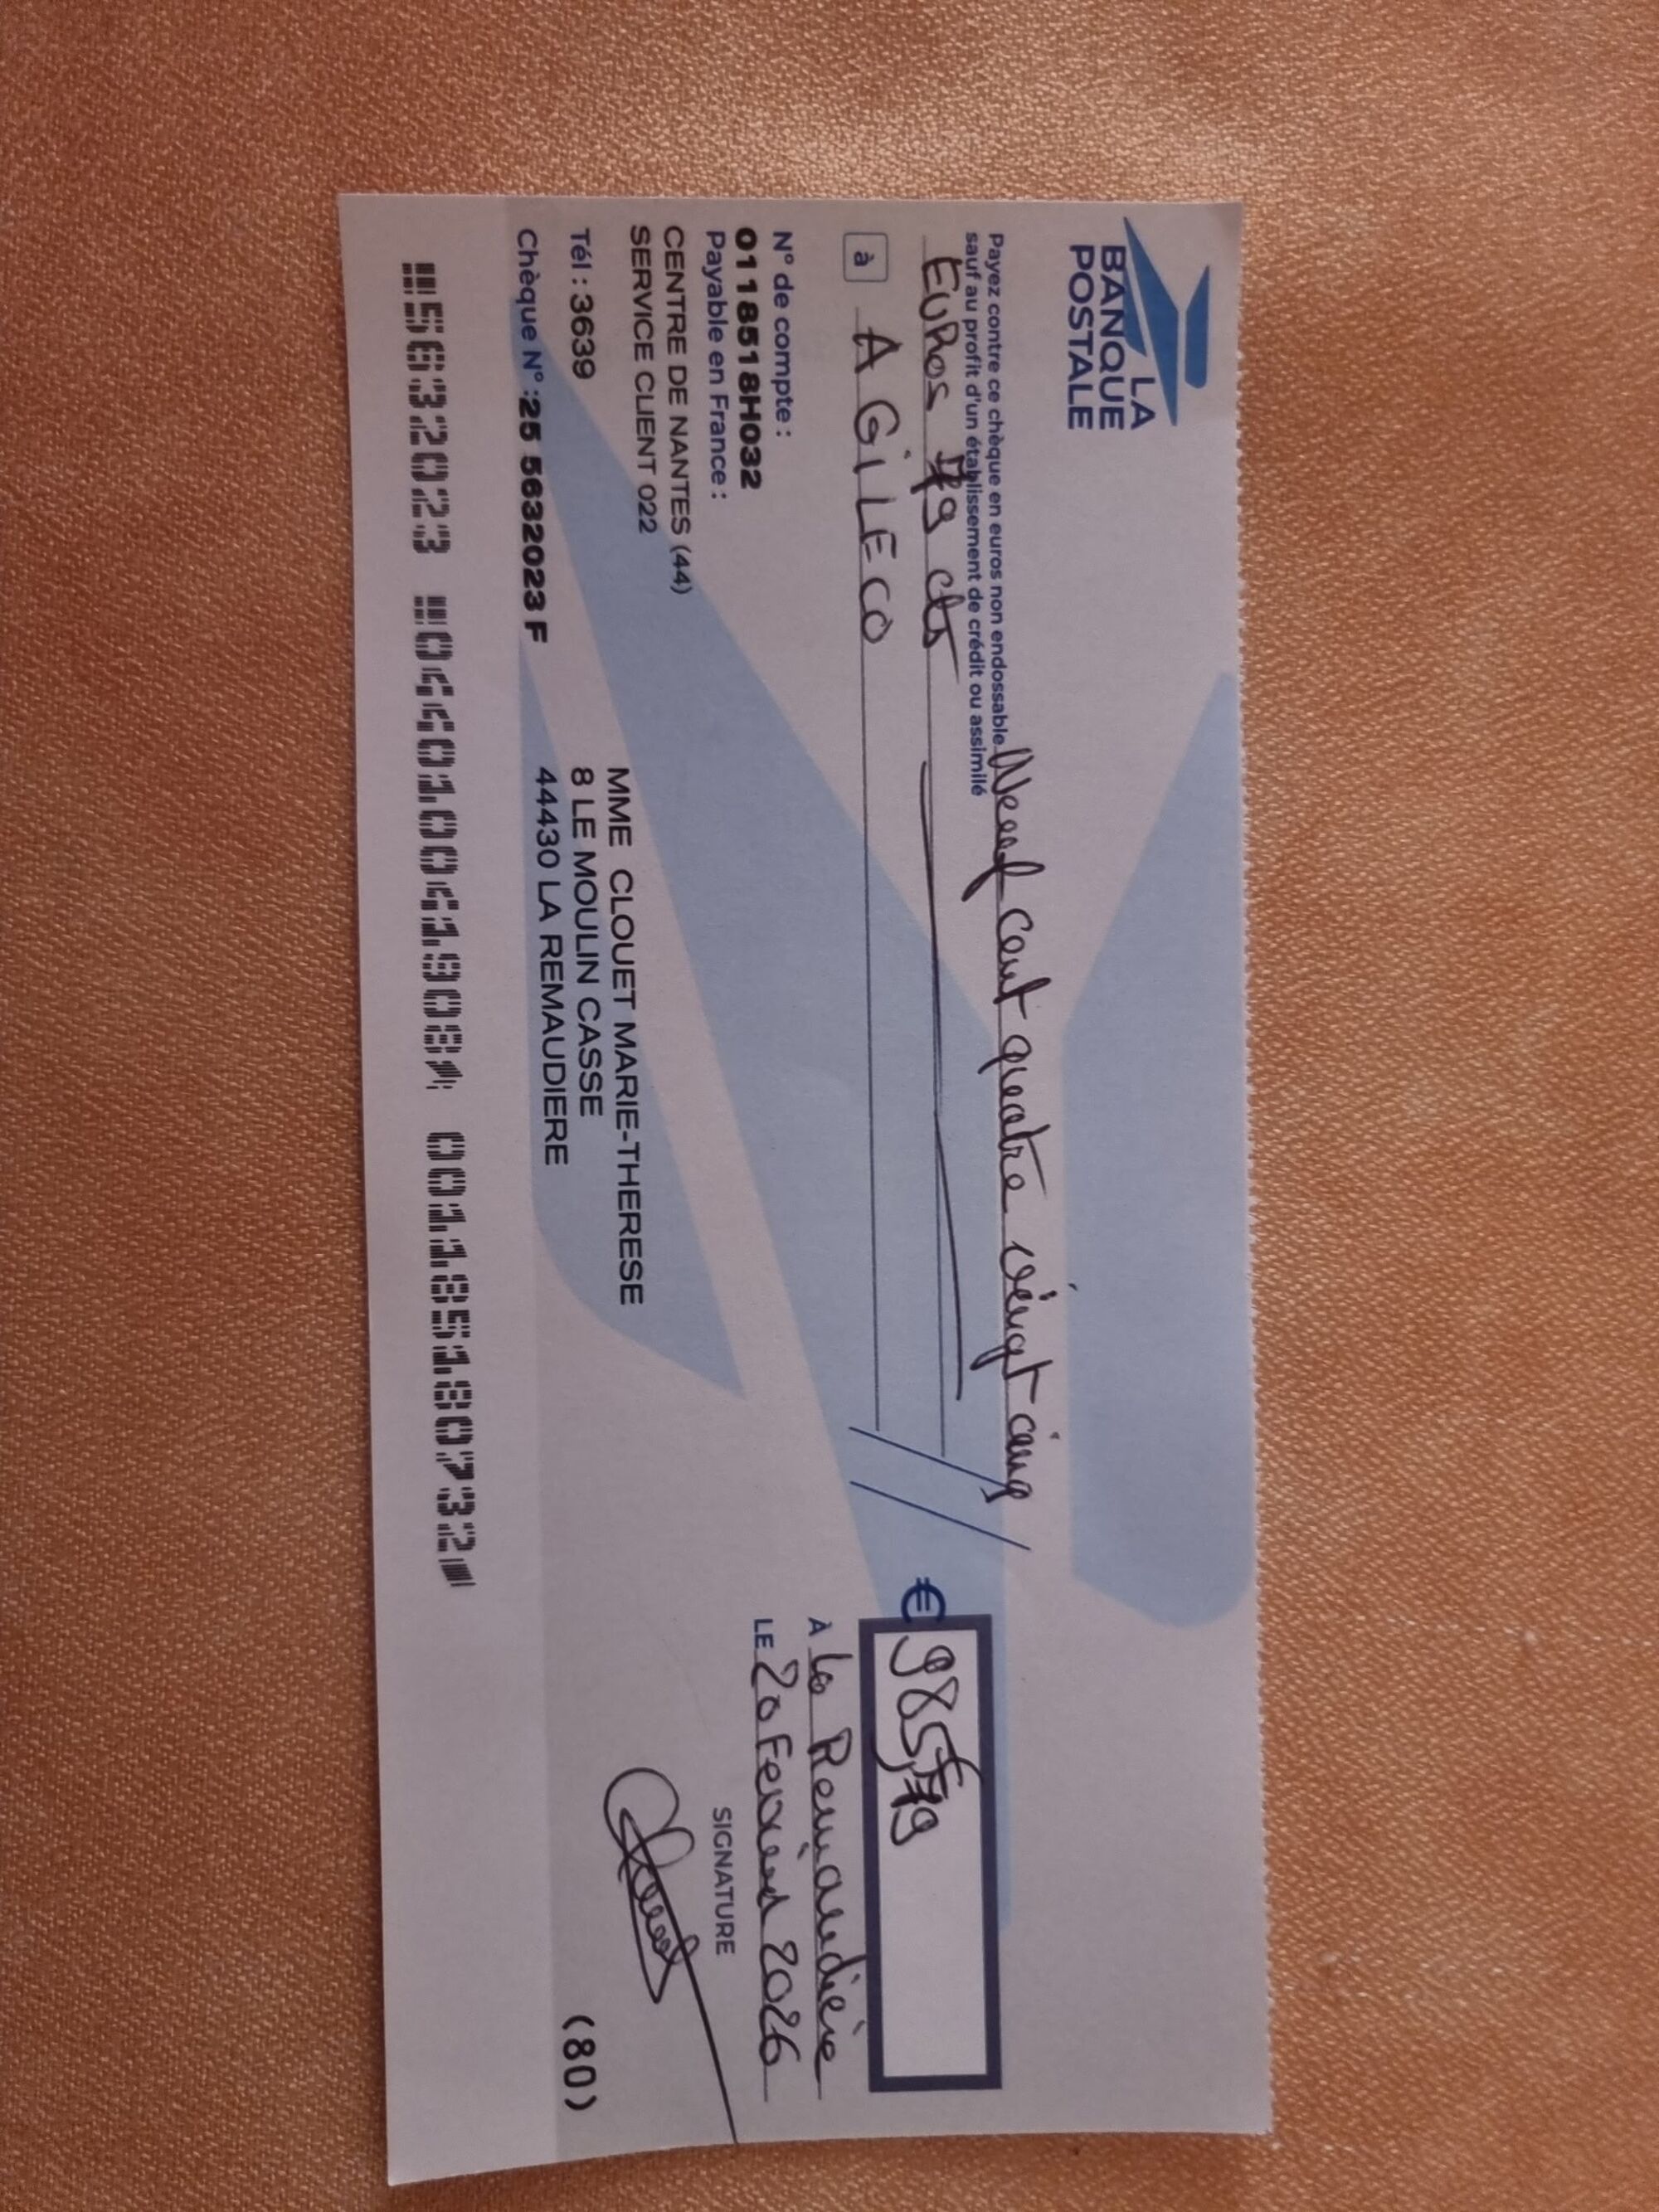 LA
BANQUE
POSTALE
Payez contre ce chèque en euros non endossable Neuf cent quatre vingt cinq
sauf au profit d'un établissement de crédit ou assimilé
EURos 79 cts
€ 985€,79
à AGILECO
À La Remaudière
LE 20 Fevrier 2026
N° de compte :
0118518H032
Payable en France :
SIGNATURE
CENTRE DE NANTES (44)
SERVICE CLIENT 022
MME CLOUET MARIE-THERESE
8 LE MOULIN CASSE
44430 LA REMAUDIERE
Tél : 3639
Chèque N° :25 5632023 F
(80)
5632023 044010041908 001185180732